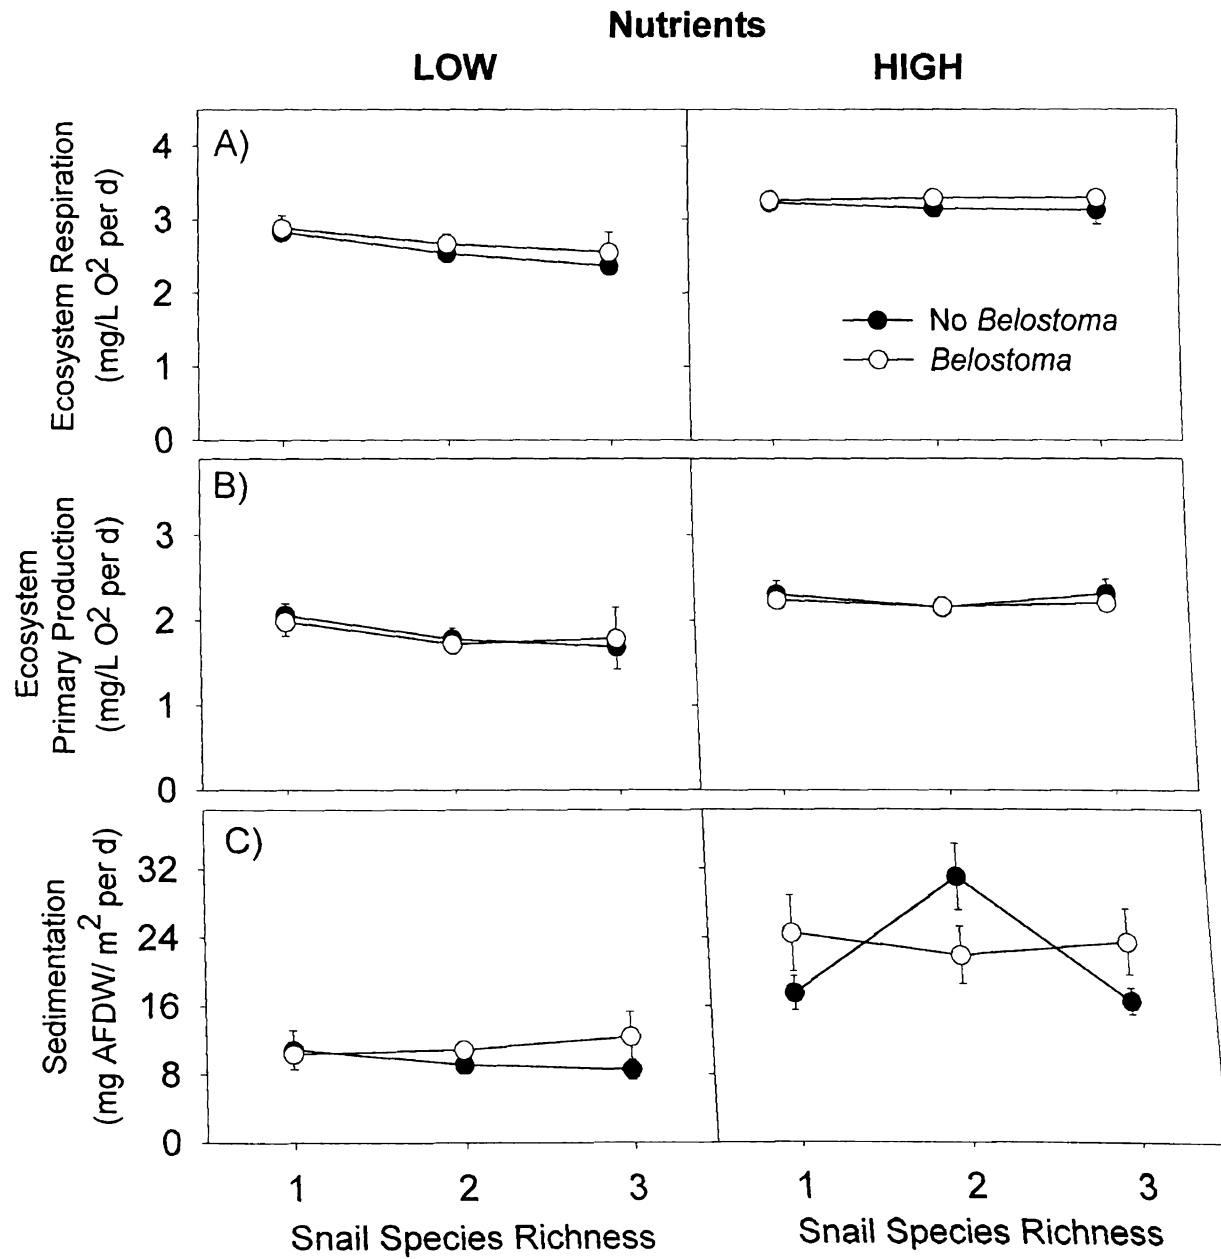 Nutrients
LOW HIGH
A)
Ecosystem Respiration
(mg/L O² per d)
4
3
2
1
0
No Belostoma
Belostoma
B)
Ecosystem
Primary Production
(mg/L O² per d)
3
2
1
0
C)
Sedimentation
(mg AFDW/ m² per d)
32
24
16
8
0
1 2 3 1 2 3
Snail Species Richness Snail Species Richness